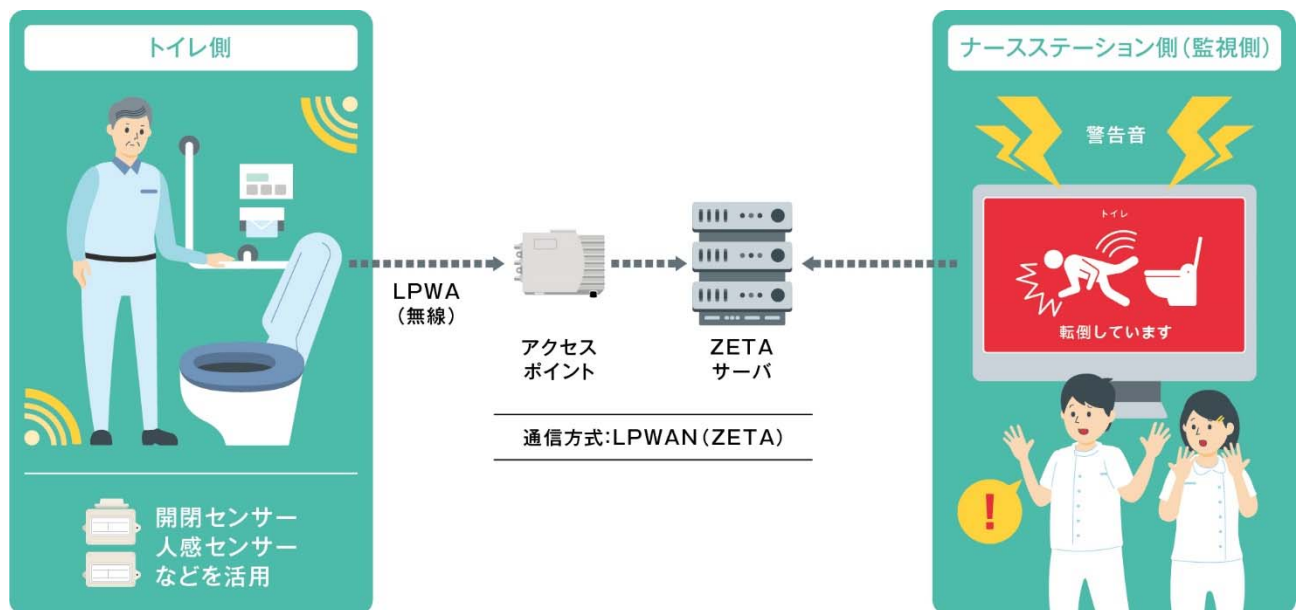 トイレ側
開閉センサー
人感センサー
などを活用
LPWA
(無線)
アクセス
ポイント
ZETA
サーバ
通信方式:LPWAN(ZETA)
ナースステーション側(監視側)
警告音
トイレ
転倒しています
!